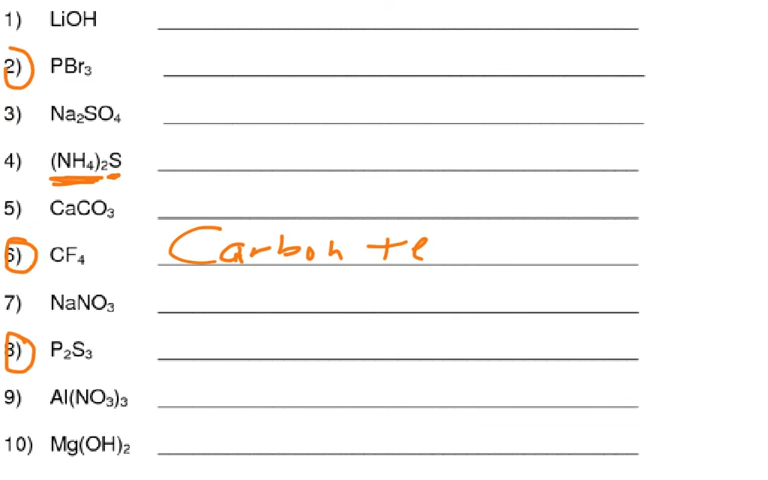 1) LiOH
2) PBr₃
3) Na₂SO₄
4) (NH₄)₂S
5) CaCO₃
6) CF₄ Carbon te
7) NaNO₃
8) P₂S₃
9) Al(NO₃)₃
10) Mg(OH)₂